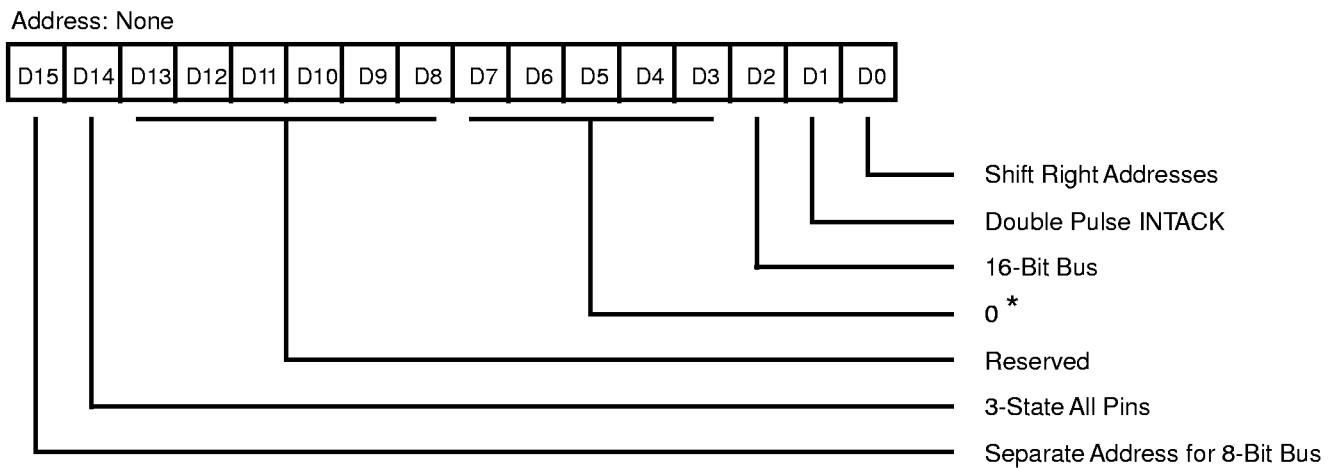 Address: None
D15 D14 D13 D12 D11 D10 D9 D8 D7 D6 D5 D4 D3 D2 D1 D0
Shift Right Addresses
Double Pulse INTACK
16-Bit Bus
0 *
Reserved
3-State All Pins
Separate Address for 8-Bit Bus